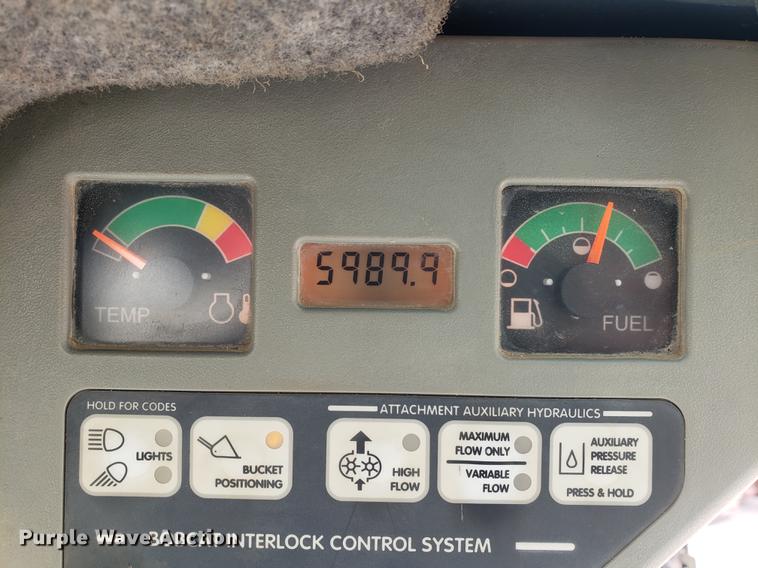 5989.9
TEMP
FUEL
HOLD FOR CODES
ATTACHMENT AUXILIARY HYDRAULICS
LIGHTS
BUCKET
POSITIONING
HIGH
FLOW
MAXIMUM
FLOW ONLY
VARIABLE
FLOW
AUXILIARY
PRESSURE
RELEASE
PRESS & HOLD
Purple Wave Auction
INTERLOCK CONTROL SYSTEM